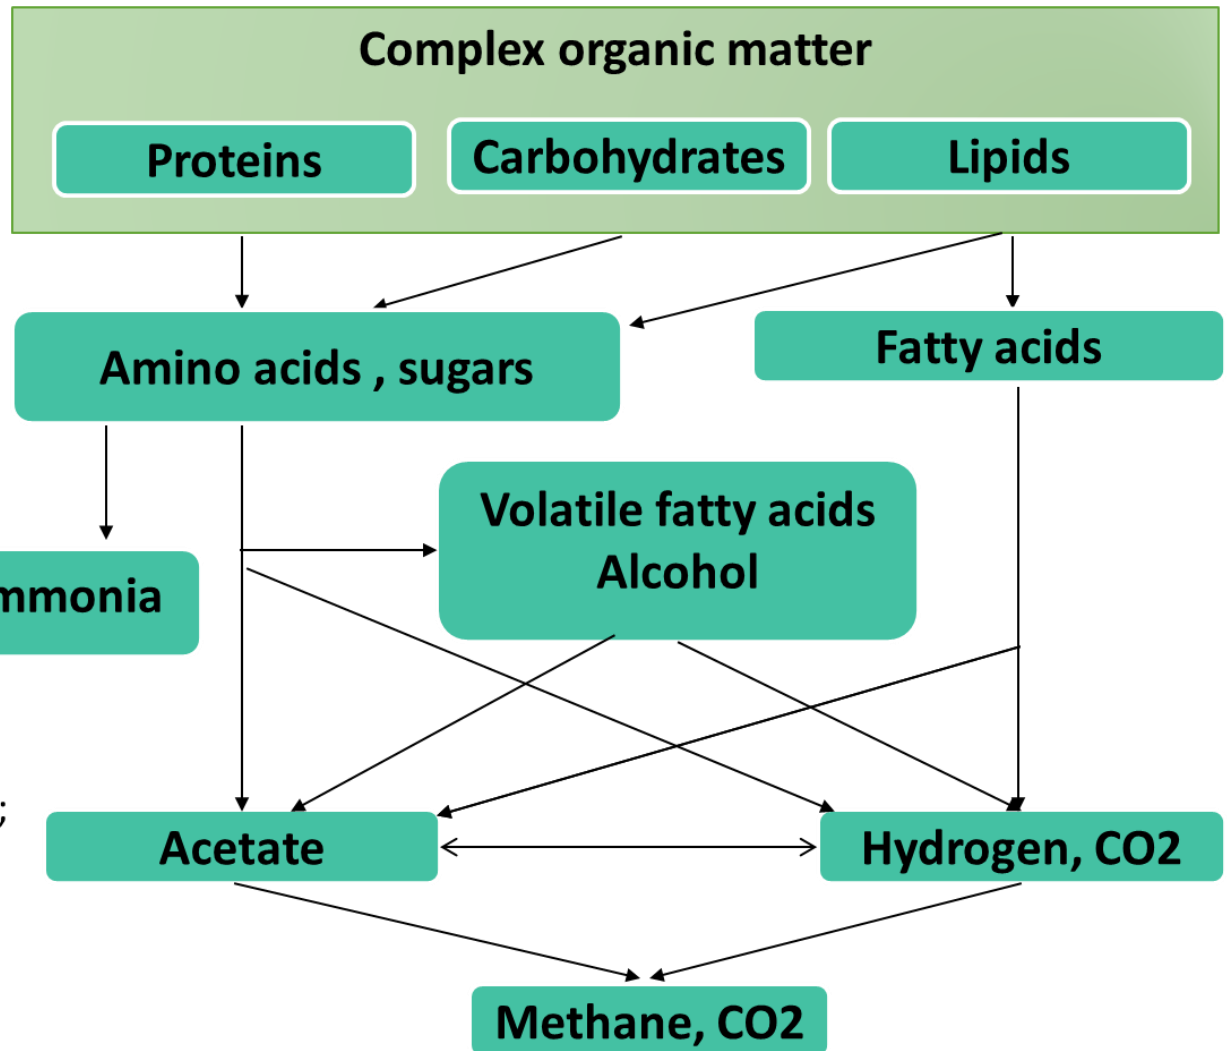 Complex organic matter
Proteins
Carbohydrates
Lipids
Amino acids , sugars
Fatty acids
Volatile fatty acids
Alcohol
mmonia
;
Acetate
Hydrogen, CO2
Methane, CO2